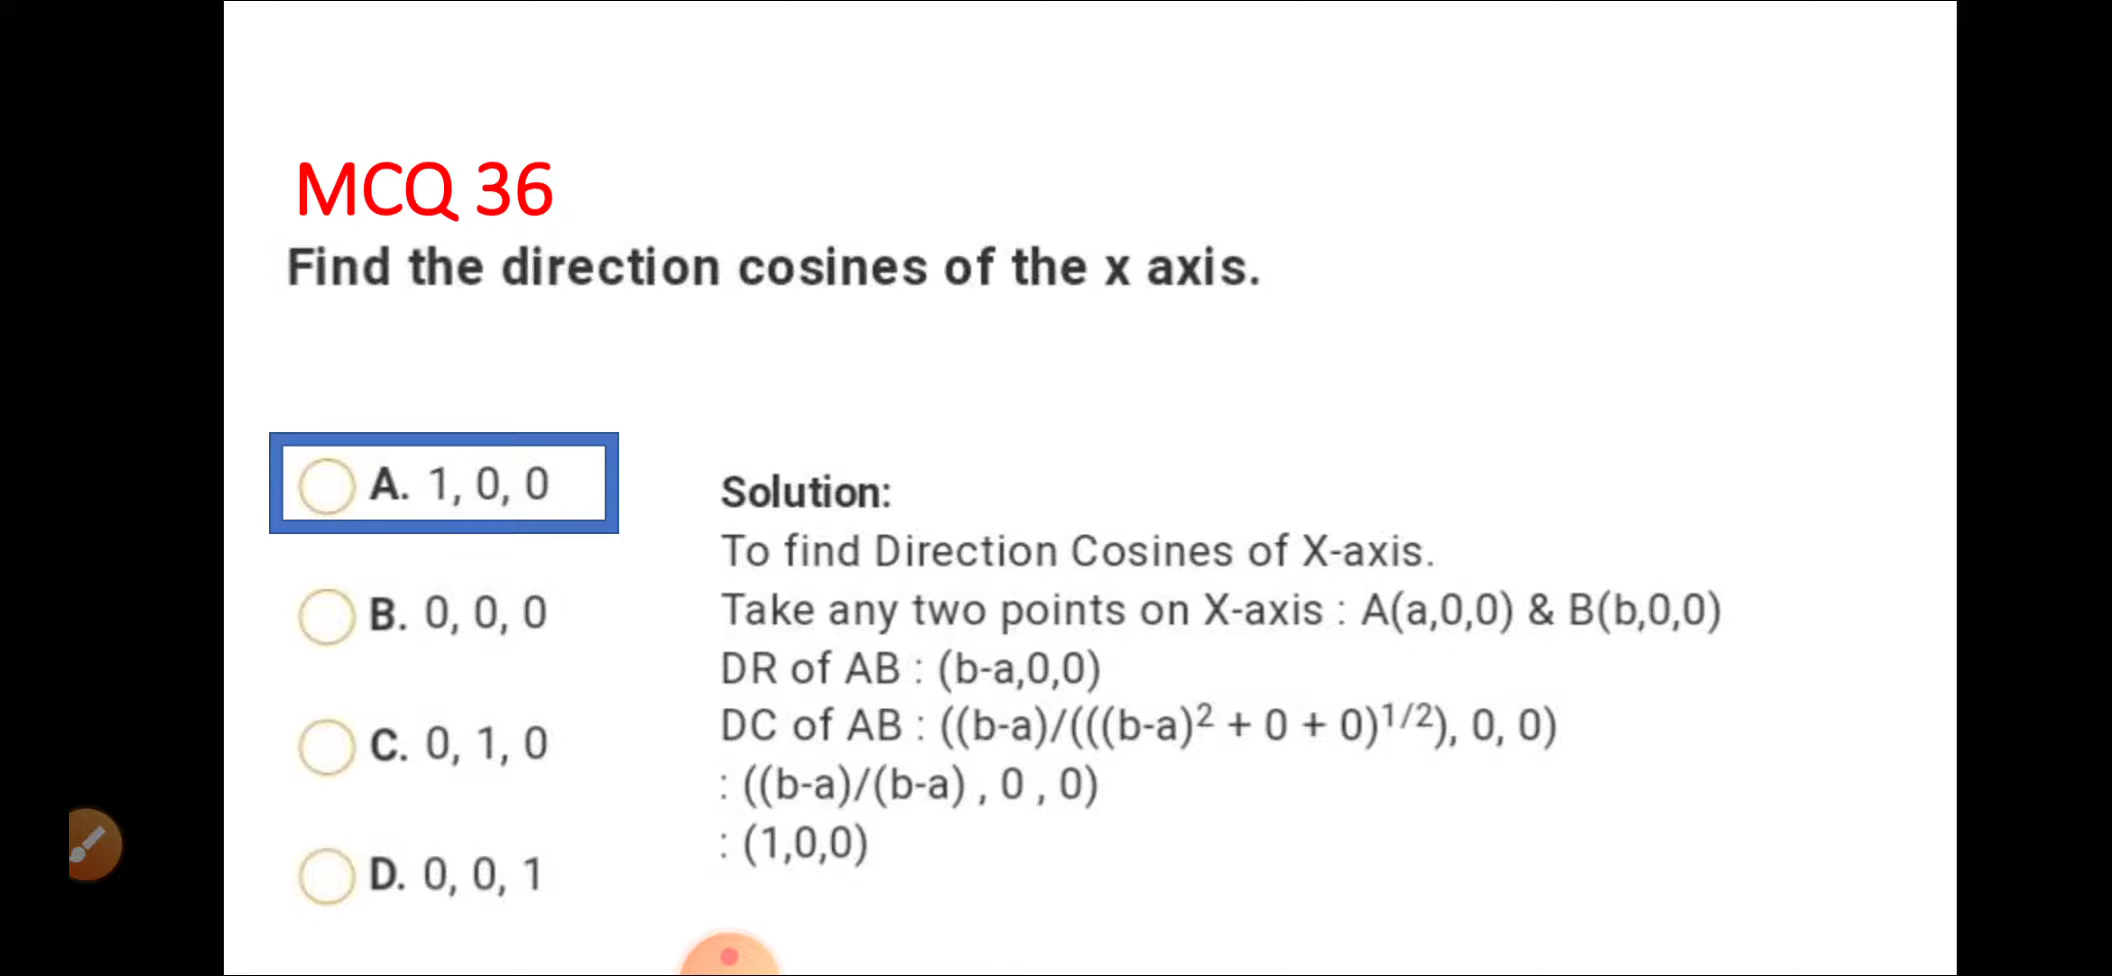 MCQ 36
Find the direction cosines of the x axis.
A. 1, 0, 0
B. 0, 0, 0
C. 0, 1, 0
D. 0, 0, 1
Solution:
To find Direction Cosines of X-axis.
Take any two points on X-axis : A(a,0,0) & B(b,0,0)
DR of AB : (b-a,0,0)
DC of AB : ((b-a)/(((b-a)² + 0 + 0)¹/²), 0, 0)
: ((b-a)/(b-a) , 0 , 0)
: (1,0,0)